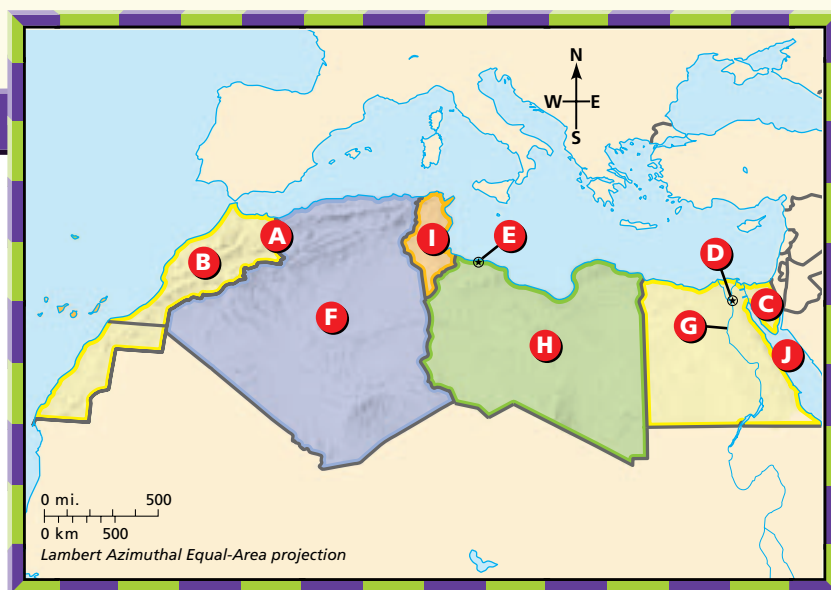 N
W E
S
A
I
E
B
D
C
F
G
H
J
0 mi. 500
0 km 500
Lambert Azimuthal Equal-Area projection